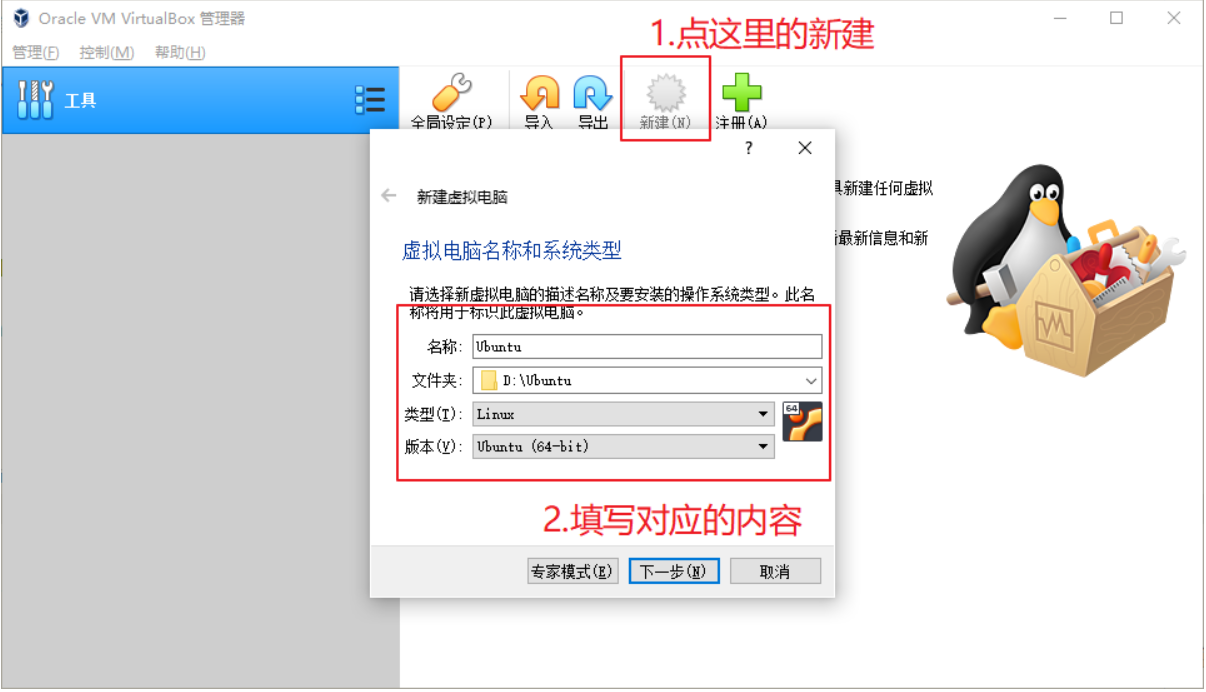 Oracle VM VirtualBox 管理器
1.点这里的新建
管理(F) 控制(M) 帮助(H)
工具
全局设定(P) 导入 导出 新建(N) 注册(A)
?
新建虚拟电脑
具新建任何虚拟
虚拟电脑名称和系统类型
最新信息和新
请选择新虚拟电脑的描述名称及要安装的操作系统类型。此名
称将用于标识此虚拟电脑。
名称: Ubuntu
文件夹: D:\Ubuntu
类型(T): Linux
64
版本(V): Ubuntu (64-bit)
2.填写对应的内容
专家模式(E) 下一步(N) 取消